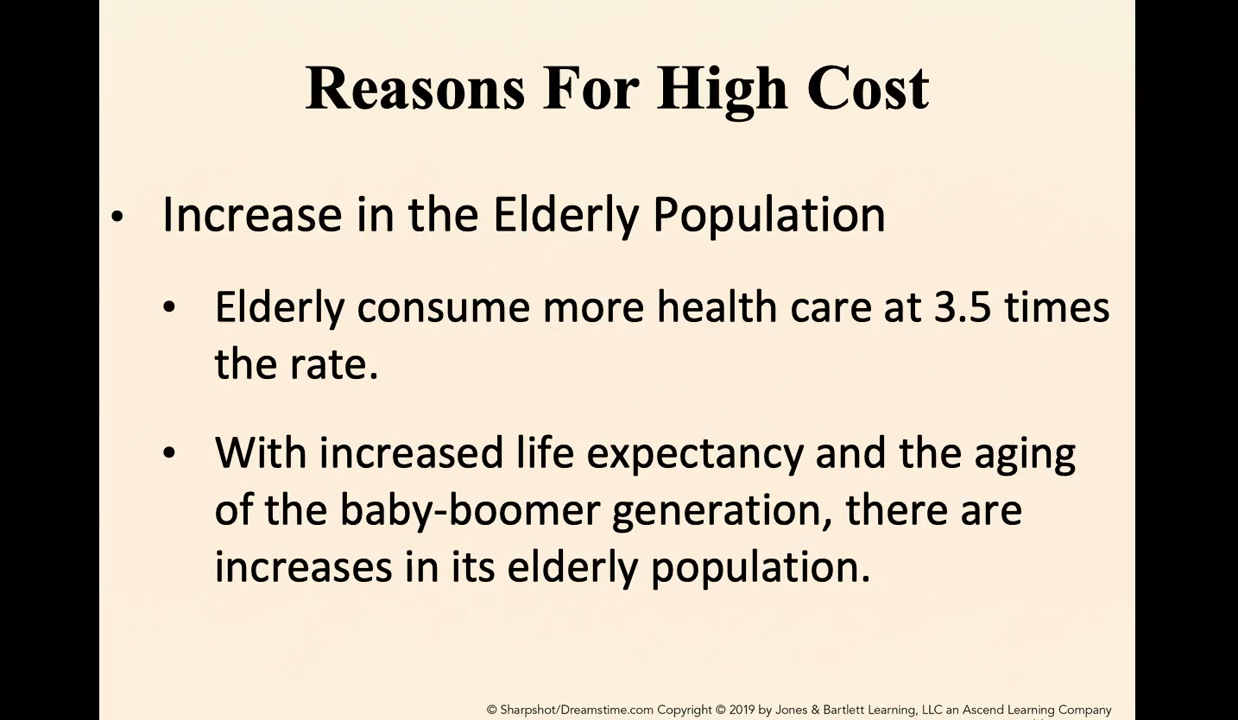 Reasons For High Cost
• Increase in the Elderly Population
• Elderly consume more health care at 3.5 times
the rate.
• With increased life expectancy and the aging
of the baby-boomer generation, there are
increases in its elderly population.
© Sharpshot/Dreamstime.com Copyright © 2019 by Jones & Bartlett Learning, LLC an Ascend Learning Company